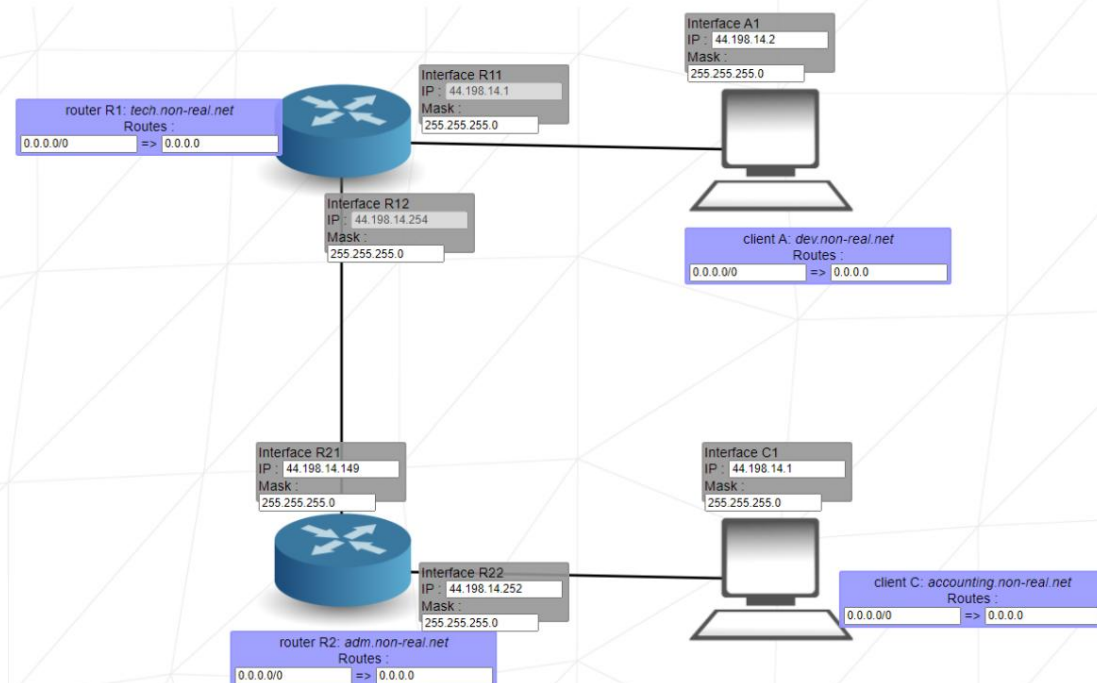 Interface A1
IP : 44.198.14.2
Mask :
255.255.255.0
Interface R11
IP : 44.198.14.1
Mask :
255.255.255.0
router R1: tech.non-real.net
Routes :
0.0.0.0/0 => 0.0.0.0
Interface R12
IP : 44.198.14.254
Mask :
255.255.255.0
client A: dev.non-real.net
Routes :
0.0.0.0/0 => 0.0.0.0
Interface R21
IP : 44.198.14.149
Mask :
255.255.255.0
Interface C1
IP : 44.198.14.1
Mask :
255.255.255.0
Interface R22
IP : 44.198.14.252
Mask :
255.255.255.0
client C: accounting.non-real.net
Routes :
0.0.0.0/0 => 0.0.0.0
router R2: adm.non-real.net
Routes :
0.0.0.0/0 => 0.0.0.0